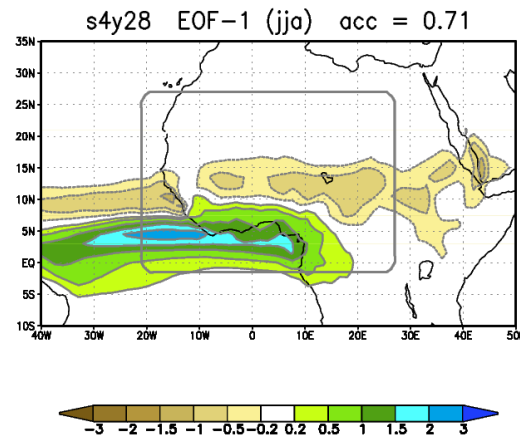 s4y28 EOF-1 (jja) acc = 0.71
35N
30N
25N
20N
15N
10N
5N
EQ
5S
10S
40W 30W 20W 10W 0 10E 20E 30E 40E 50E
-3 -2 -1.5 -1 -0.5 -0.2 0.2 0.5 1 1.5 2 3